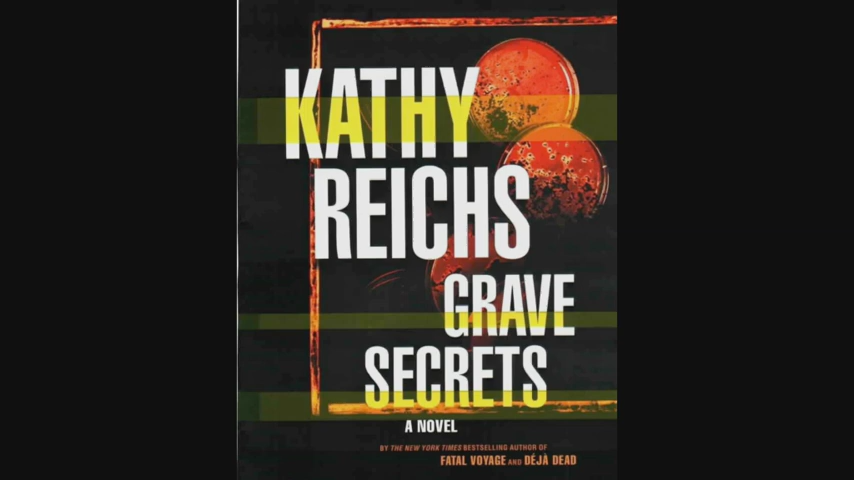 KATHY
REICHS
GRAVE
SECRETS
A NOVEL
BY THE NEW YORK TIMES BESTSELLING AUTHOR OF
FATAL VOYAGE AND DÉJÀ DEAD